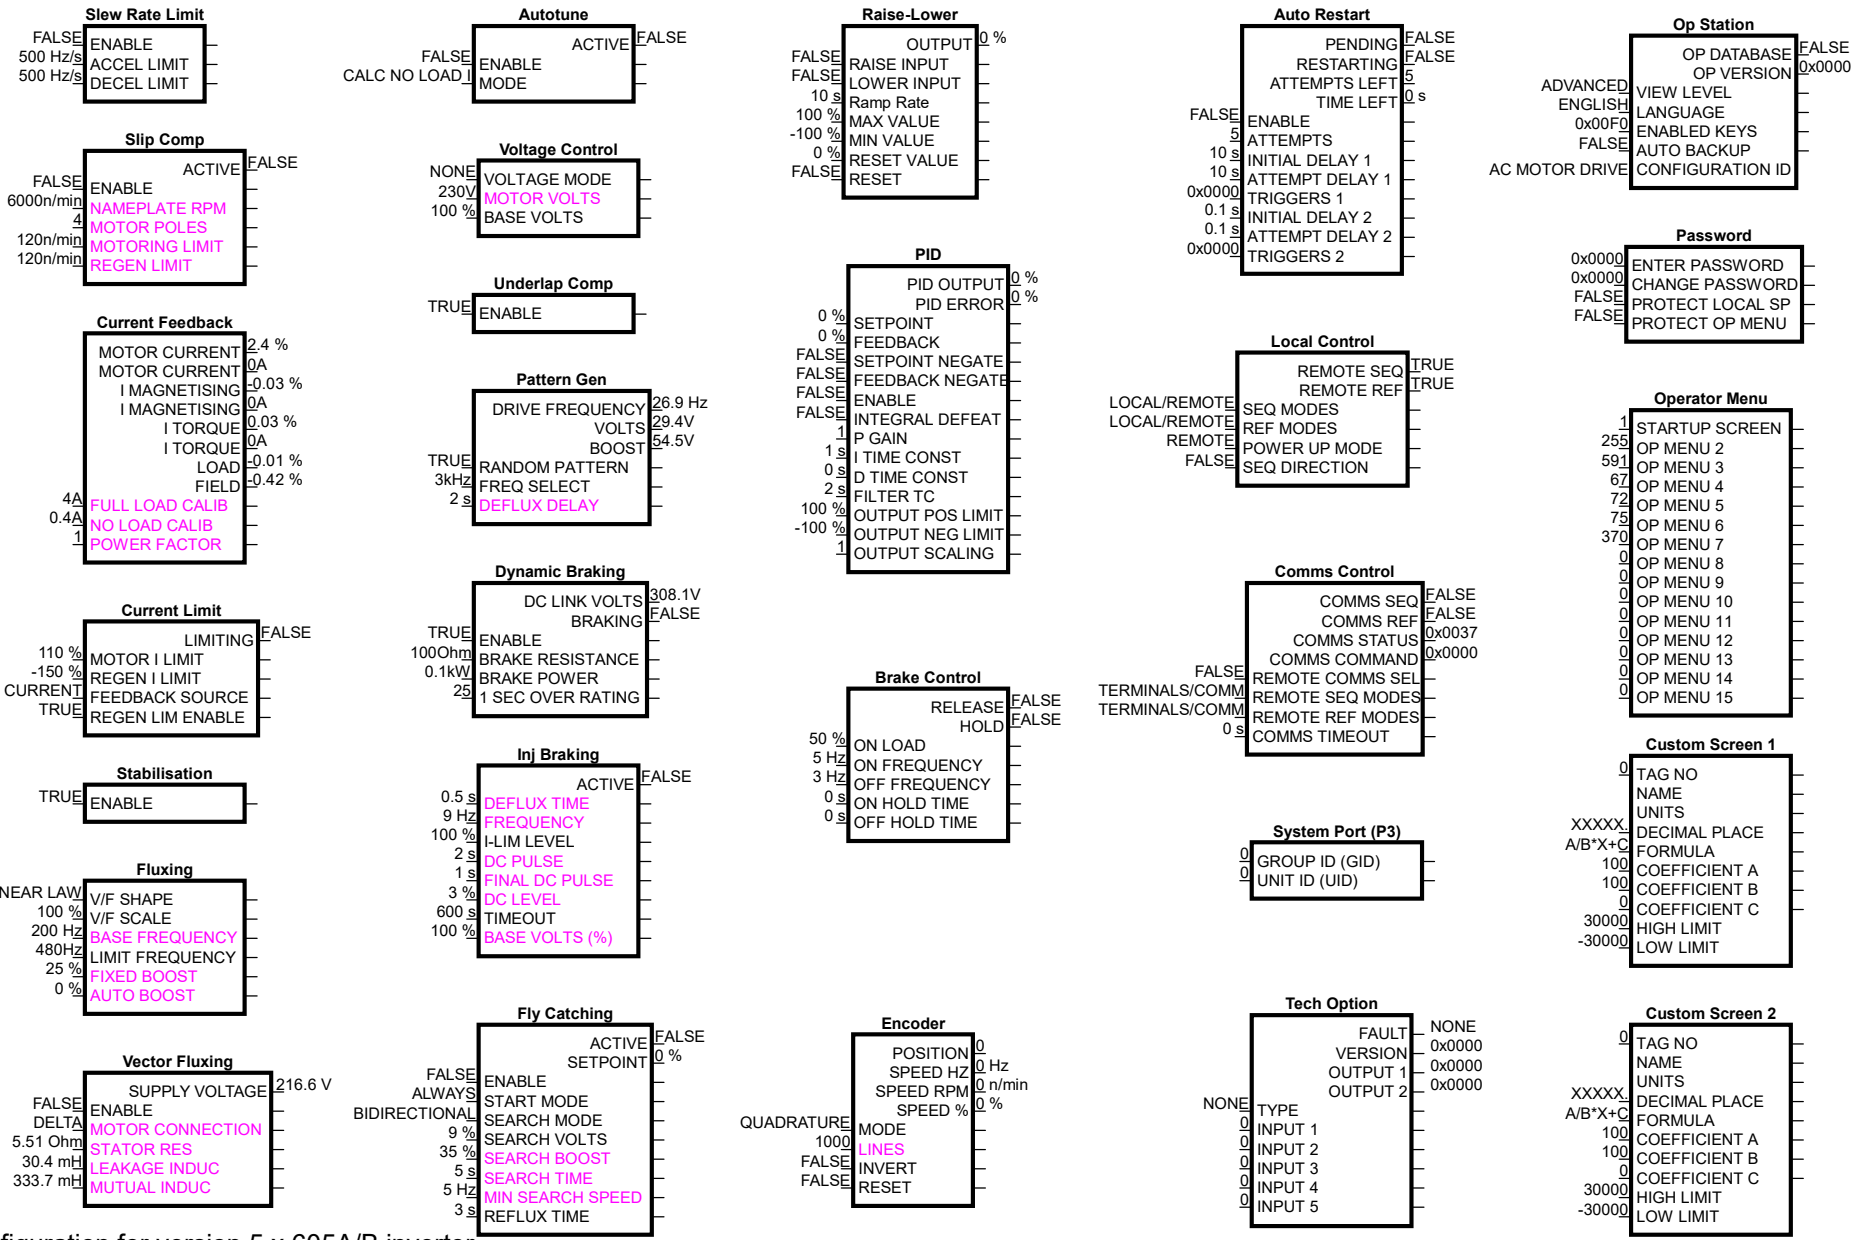 Slew Rate Limit
FALSE ENABLE
500 Hz/s ACCEL LIMIT
500 Hz/s DECEL LIMIT
Slip Comp
ACTIVE FALSE
FALSE ENABLE
6000n/min NAMEPLATE RPM
4 MOTOR POLES
120n/min MOTORING LIMIT
120n/min REGEN LIMIT
Current Feedback
MOTOR CURRENT 2.4 %
MOTOR CURRENT 0A
I MAGNETISING -0.03 %
I MAGNETISING 0A
I TORQUE 0.03 %
I TORQUE 0A
LOAD -0.01 %
FIELD -0.42 %
4A FULL LOAD CALIB
0.4A NO LOAD CALIB
1 POWER FACTOR
Current Limit
LIMITING FALSE
110 % MOTOR I LIMIT
-150 % REGEN I LIMIT
CURRENT FEEDBACK SOURCE
TRUE REGEN LIM ENABLE
Stabilisation
TRUE ENABLE
Fluxing
NEAR LAW V/F SHAPE
100 % V/F SCALE
200 Hz BASE FREQUENCY
480Hz LIMIT FREQUENCY
25 % FIXED BOOST
0 % AUTO BOOST
Vector Fluxing
SUPPLY VOLTAGE 216.6 V
FALSE ENABLE
DELTA MOTOR CONNECTION
5.51 Ohm STATOR RES
30.4 mH LEAKAGE INDUC
333.7 mH MUTUAL INDUC
Autotune
ACTIVE FALSE
FALSE ENABLE
CALC NO LOAD I MODE
Voltage Control
NONE VOLTAGE MODE
230V MOTOR VOLTS
100 % BASE VOLTS
Underlap Comp
TRUE ENABLE
Pattern Gen
DRIVE FREQUENCY 26.9 Hz
VOLTS 29.4V
BOOST 54.5V
TRUE RANDOM PATTERN
3kHz FREQ SELECT
2 s DEFLUX DELAY
Dynamic Braking
DC LINK VOLTS 308.1V
BRAKING FALSE
TRUE ENABLE
100Ohm BRAKE RESISTANCE
0.1kW BRAKE POWER
25 1 SEC OVER RATING
Inj Braking
ACTIVE FALSE
0.5 s DEFLUX TIME
9 Hz FREQUENCY
100 % I-LIM LEVEL
2 s DC PULSE
1 s FINAL DC PULSE
3 % DC LEVEL
600 s TIMEOUT
100 % BASE VOLTS (%)
Fly Catching
ACTIVE FALSE
SETPOINT 0 %
FALSE ENABLE
ALWAYS START MODE
BIDIRECTIONAL SEARCH MODE
9 % SEARCH VOLTS
35 % SEARCH BOOST
5 s SEARCH TIME
5 Hz MIN SEARCH SPEED
3 s REFLUX TIME
Raise-Lower
OUTPUT 0 %
FALSE RAISE INPUT
FALSE LOWER INPUT
10 s Ramp Rate
100 % MAX VALUE
-100 % MIN VALUE
0 % RESET VALUE
FALSE RESET
PID
PID OUTPUT 0 %
PID ERROR 0 %
0 % SETPOINT
0 % FEEDBACK
FALSE SETPOINT NEGATE
FALSE FEEDBACK NEGATE
FALSE ENABLE
FALSE INTEGRAL DEFEAT
1 P GAIN
1 s I TIME CONST
0 s D TIME CONST
2 s FILTER TC
100 % OUTPUT POS LIMIT
-100 % OUTPUT NEG LIMIT
1 OUTPUT SCALING
Brake Control
RELEASE FALSE
HOLD FALSE
50 % ON LOAD
5 Hz ON FREQUENCY
3 Hz OFF FREQUENCY
0 s ON HOLD TIME
0 s OFF HOLD TIME
Encoder
POSITION 0
SPEED HZ 0 Hz
SPEED RPM 0 n/min
SPEED % 0 %
QUADRATURE MODE
1000 LINES
FALSE INVERT
FALSE RESET
Auto Restart
PENDING FALSE
RESTARTING FALSE
ATTEMPTS LEFT 5
TIME LEFT 0 s
FALSE ENABLE
5 ATTEMPTS
10 s INITIAL DELAY 1
10 s ATTEMPT DELAY 1
0x0000 TRIGGERS 1
0.1 s INITIAL DELAY 2
0.1 s ATTEMPT DELAY 2
0x0000 TRIGGERS 2
Local Control
REMOTE SEQ TRUE
REMOTE REF TRUE
LOCAL/REMOTE SEQ MODES
LOCAL/REMOTE REF MODES
REMOTE POWER UP MODE
FALSE SEQ DIRECTION
Comms Control
COMMS SEQ FALSE
COMMS REF FALSE
COMMS STATUS 0x0037
COMMS COMMAND 0x0000
FALSE REMOTE COMMS SEL
TERMINALS/COMM REMOTE SEQ MODES
TERMINALS/COMM REMOTE REF MODES
0 s COMMS TIMEOUT
System Port (P3)
0 GROUP ID (GID)
0 UNIT ID (UID)
Tech Option
FAULT NONE
VERSION 0x0000
OUTPUT 1 0x0000
OUTPUT 2 0x0000
NONE TYPE
0 INPUT 1
0 INPUT 2
0 INPUT 3
0 INPUT 4
0 INPUT 5
Op Station
OP DATABASE FALSE
OP VERSION 0x0000
ADVANCED VIEW LEVEL
ENGLISH LANGUAGE
0x00F0 ENABLED KEYS
FALSE AUTO BACKUP
AC MOTOR DRIVE CONFIGURATION ID
Password
0x0000 ENTER PASSWORD
0x0000 CHANGE PASSWORD
FALSE PROTECT LOCAL SP
FALSE PROTECT OP MENU
Operator Menu
1 STARTUP SCREEN
255 OP MENU 2
591 OP MENU 3
67 OP MENU 4
72 OP MENU 5
75 OP MENU 6
370 OP MENU 7
0 OP MENU 8
0 OP MENU 9
0 OP MENU 10
0 OP MENU 11
0 OP MENU 12
0 OP MENU 13
0 OP MENU 14
0 OP MENU 15
Custom Screen 1
0 TAG NO
NAME
UNITS
XXXXX. DECIMAL PLACE
A/B*X+C FORMULA
100 COEFFICIENT A
100 COEFFICIENT B
0 COEFFICIENT C
30000 HIGH LIMIT
-30000 LOW LIMIT
Custom Screen 2
0 TAG NO
NAME
UNITS
XXXXX. DECIMAL PLACE
A/B*X+C FORMULA
100 COEFFICIENT A
100 COEFFICIENT B
0 COEFFICIENT C
30000 HIGH LIMIT
-30000 LOW LIMIT